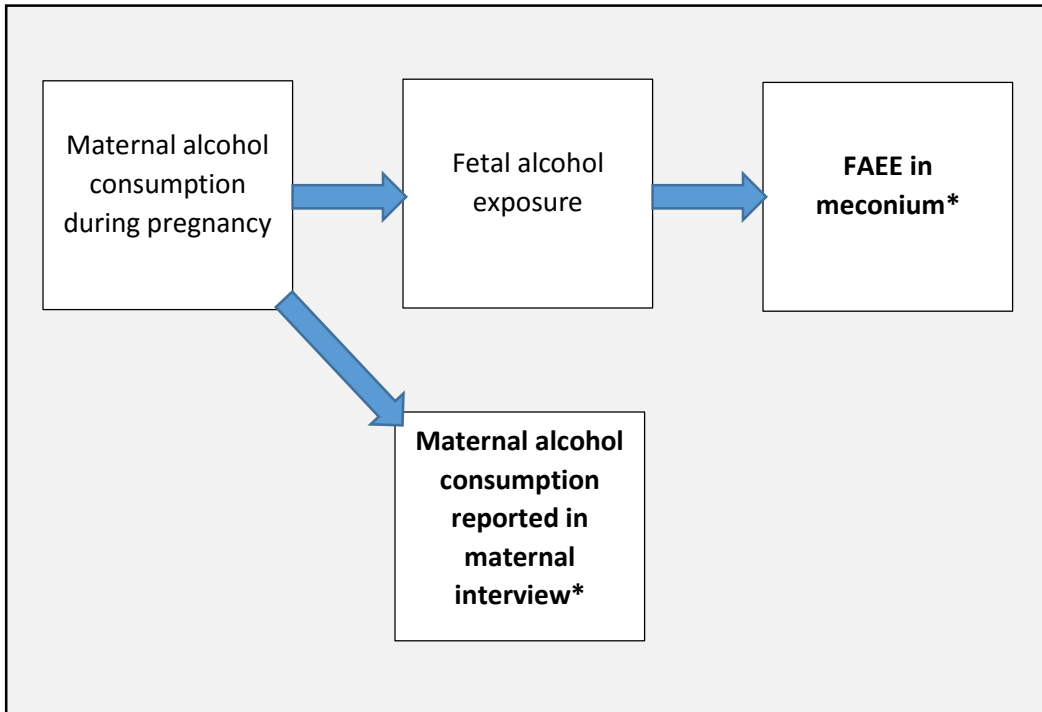 Maternal alcohol
consumption
during pregnancy
Fetal alcohol
exposure
FAEE in
meconium*
Maternal alcohol
consumption
reported in
maternal
interview*